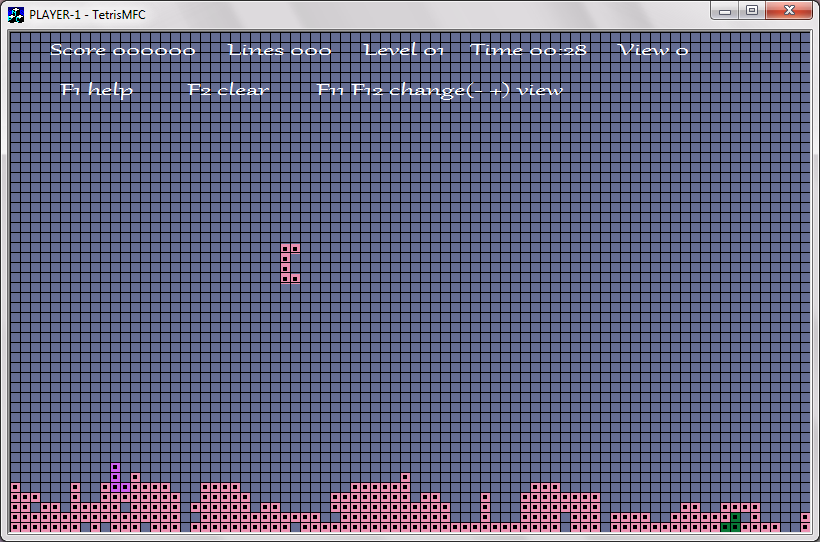 PLAYER-1 - TetrisMFC
Score 000000 Lines 000 Level 01 Time 00:28 View 0
F1 help F2 clear F11 F12 change(- +) view